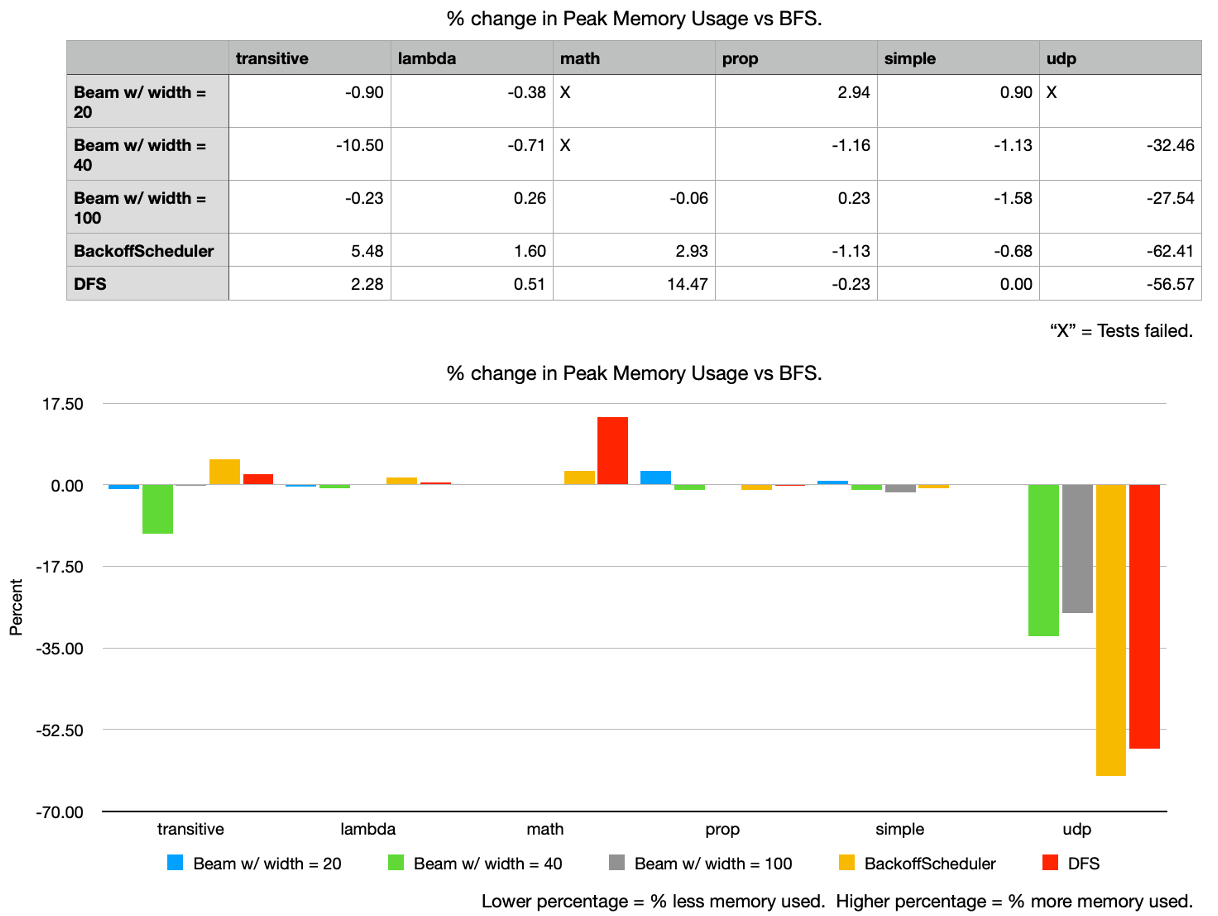 % change in Peak Memory Usage vs BFS.
transitive lambda math prop simple udp
Beam w/ width = 20 -0.90 -0.38 X 2.94 0.90 X
Beam w/ width = 40 -10.50 -0.71 X -1.16 -1.13 -32.46
Beam w/ width = 100 -0.23 0.26 -0.06 0.23 -1.58 -27.54
BackoffScheduler 5.48 1.60 2.93 -1.13 -0.68 -62.41
DFS 2.28 0.51 14.47 -0.23 0.00 -56.57
“X” = Tests failed.
% change in Peak Memory Usage vs BFS.
17.50
0.00
-17.50
-35.00
-52.50
-70.00
Percent
transitive lambda math prop simple udp
Beam w/ width = 20 Beam w/ width = 40 Beam w/ width = 100 BackoffScheduler DFS
Lower percentage = % less memory used. Higher percentage = % more memory used.